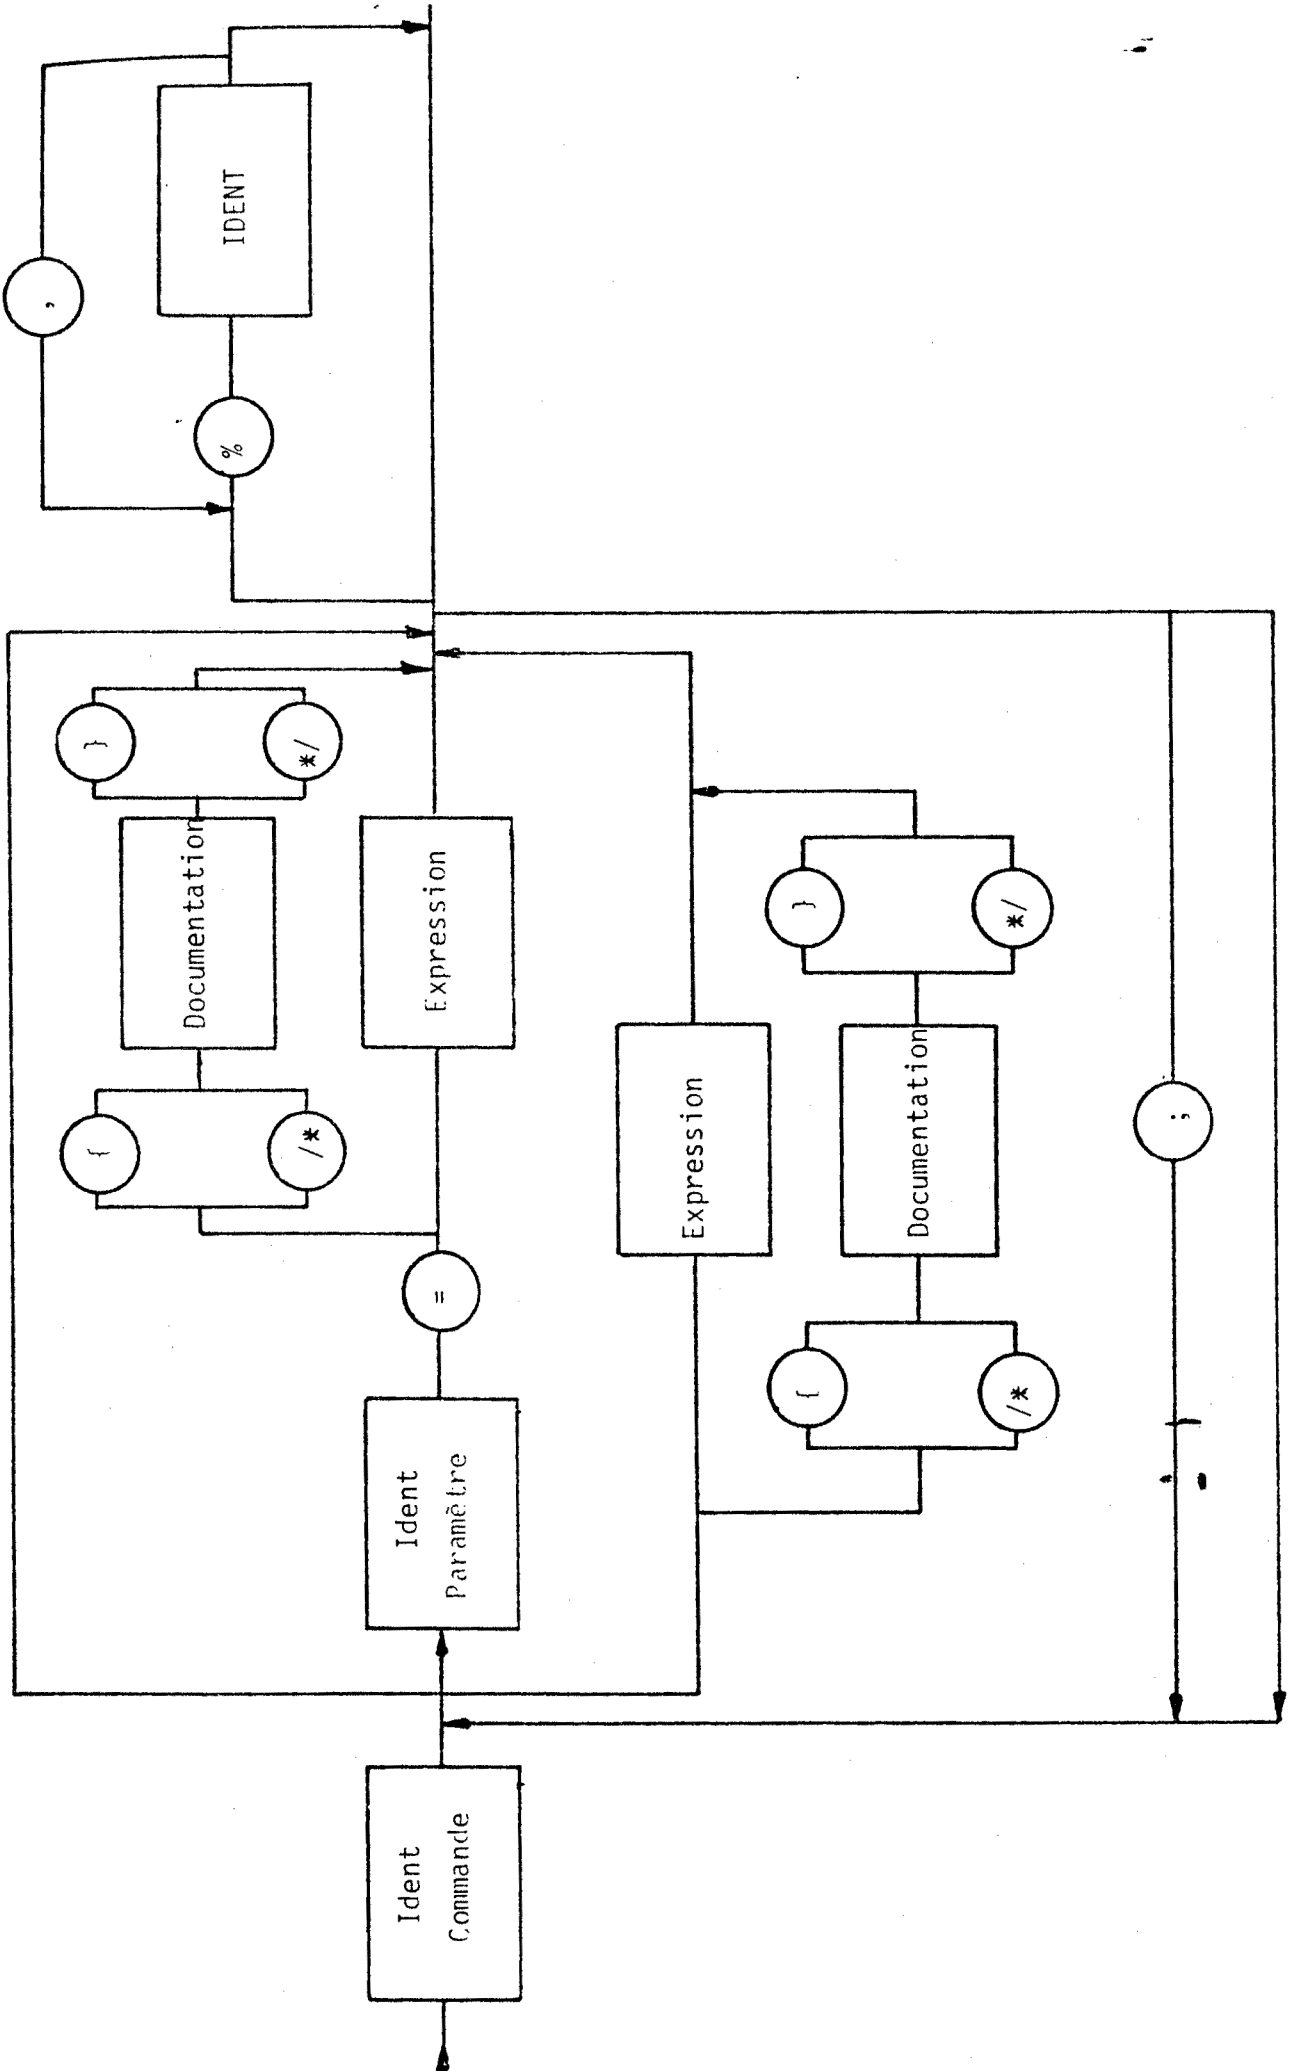 Ident
Commande
Ident
Paramètre
=
{
/*
Documentation
}
*/
Expression
Expression
{
/*
Documentation
}
*/
;
%
IDENT
,